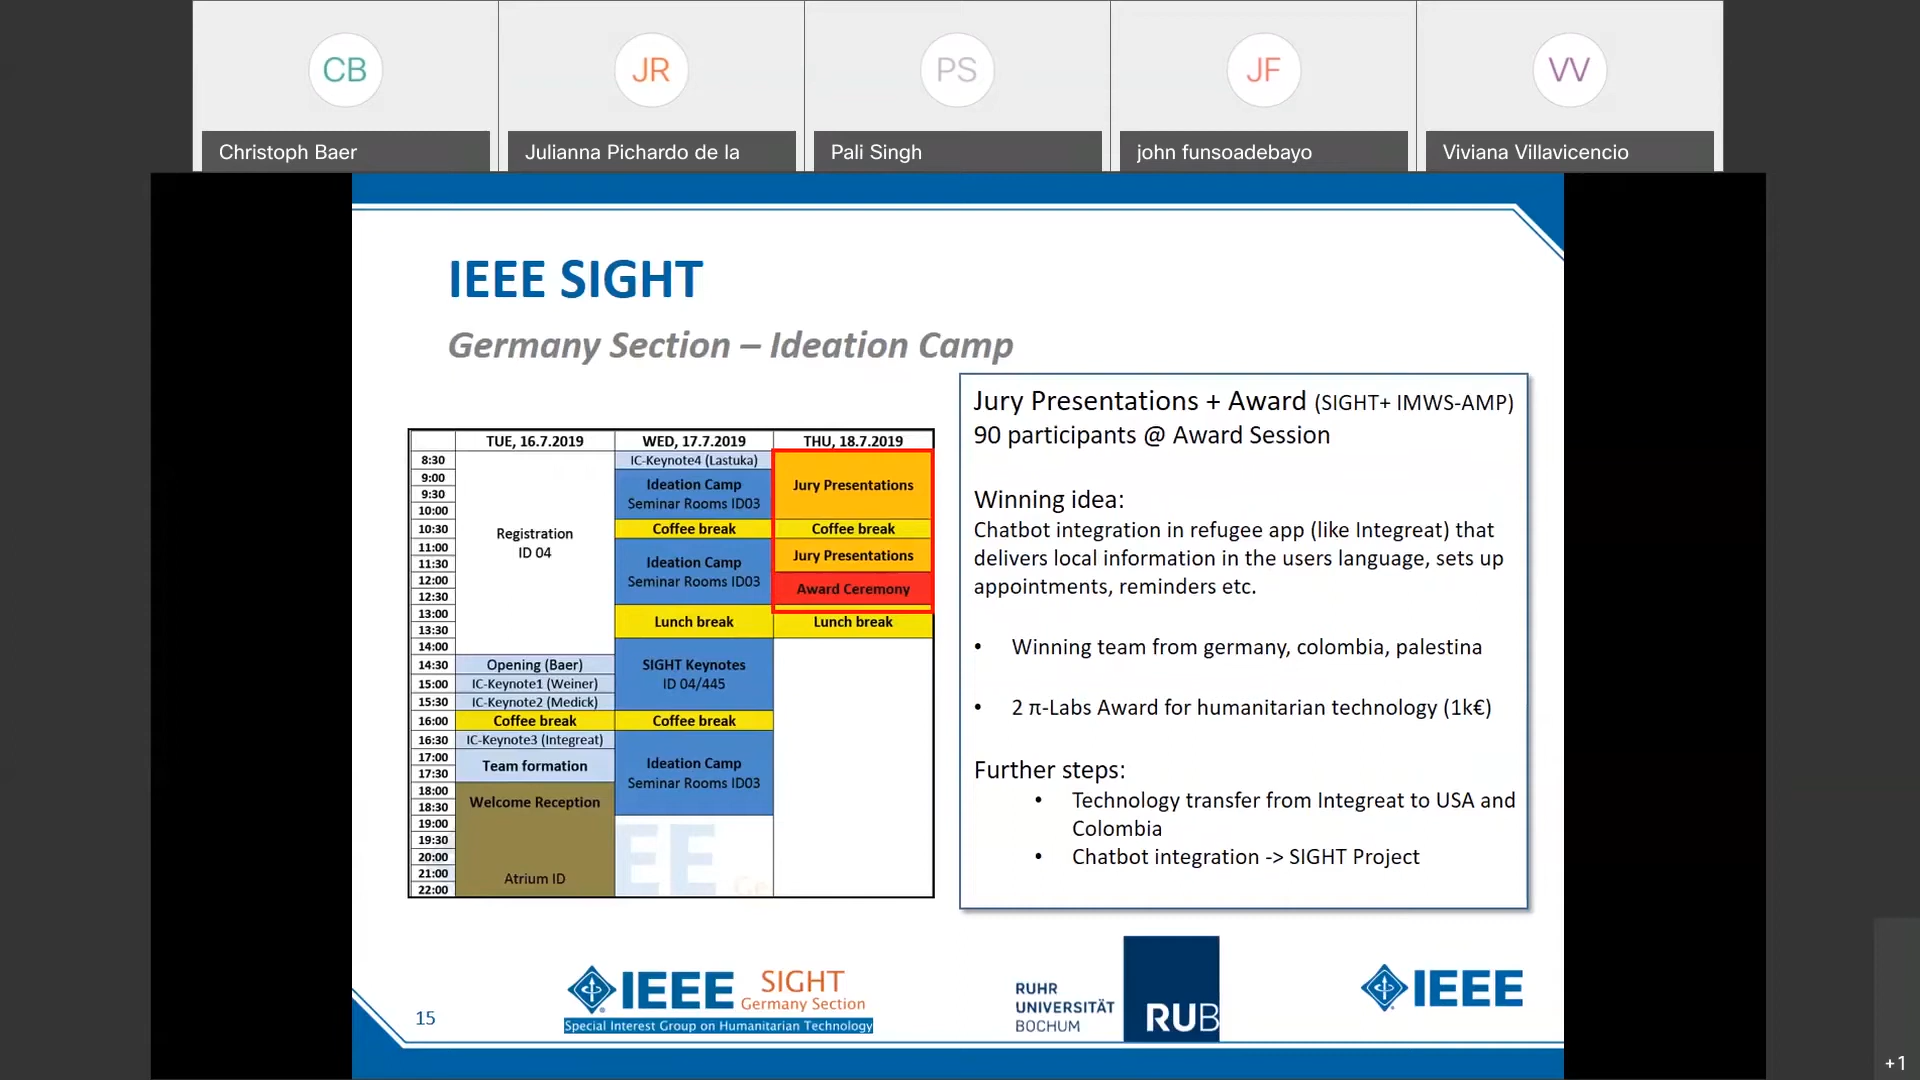 CB
JR
PS
JF
VV
Christoph Baer
Julianna Pichardo de la
Pali Singh
john funsoadebayo
Viviana Villavicencio
IEEE SIGHT
Germany Section – Ideation Camp
TUE, 16.7.2019 WED, 17.7.2019 THU, 18.7.2019
8:30 IC-Keynote4 (Lastuka)
9:00 Ideation Camp Jury Presentations
9:30 Seminar Rooms ID03
10:00
10:30 Coffee break Coffee break
Registration
ID 04
11:00 Jury Presentations
11:30 Ideation Camp
12:00 Seminar Rooms ID03
12:30 Award Ceremony
13:00 Lunch break Lunch break
13:30
14:00
14:30 Opening (Baer) SIGHT Keynotes
15:00 IC-Keynote1 (Weiner) ID 04/445
15:30 IC-Keynote2 (Medick)
16:00 Coffee break Coffee break
16:30 IC-Keynote3 (Integreat)
17:00 Team formation Ideation Camp
17:30 Seminar Rooms ID03
18:00 Welcome Reception
18:30
19:00
19:30
20:00
21:00 Atrium ID
22:00
Jury Presentations + Award (SIGHT+ IMWS-AMP)
90 participants @ Award Session
Winning idea:
Chatbot integration in refugee app (like Integreat) that
delivers local information in the users language, sets up
appointments, reminders etc.
• Winning team from germany, colombia, palestina
• 2 π-Labs Award for humanitarian technology (1k€)
Further steps:
• Technology transfer from Integreat to USA and
Colombia
• Chatbot integration -> SIGHT Project
15
IEEE SIGHT
Germany Section
Special Interest Group on Humanitarian Technology
RUHR
UNIVERSITÄT
BOCHUM
RUB
IEEE
+1